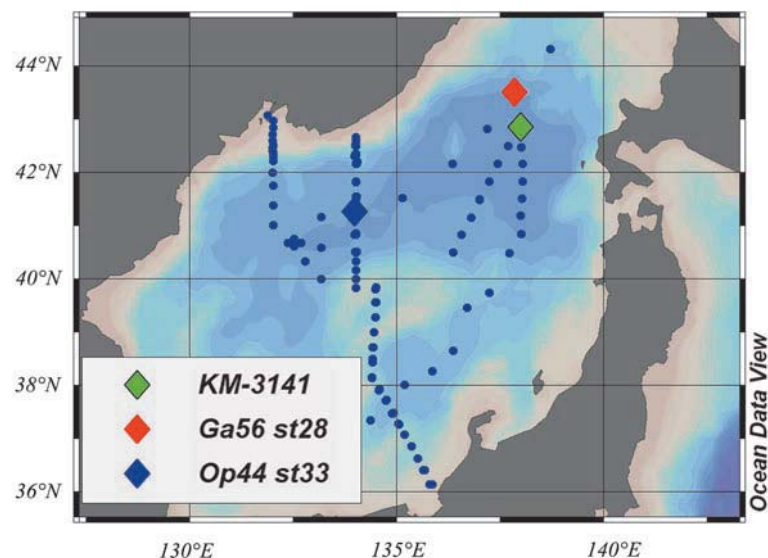 44°N
42°N
40°N
38°N
36°N
KM-3141
Ga56 st28
Op44 st33
130°E
135°E
140°E
Ocean Data View